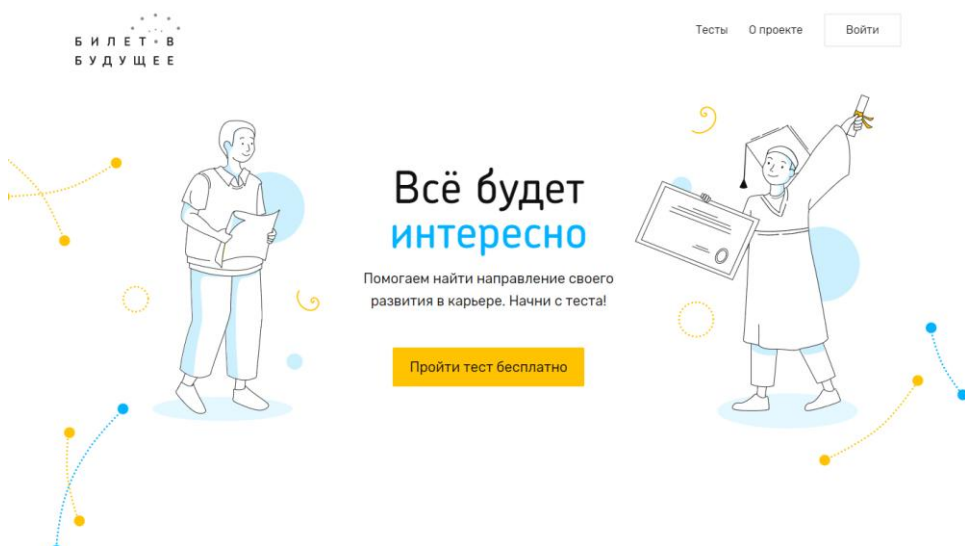 БИЛЕТ В
БУДУЩЕЕ
Тесты
О проекте
Войти
Всё будет
интересно
Помогаем найти направление своего
развития в карьере. Начни с теста!
Пройти тест бесплатно